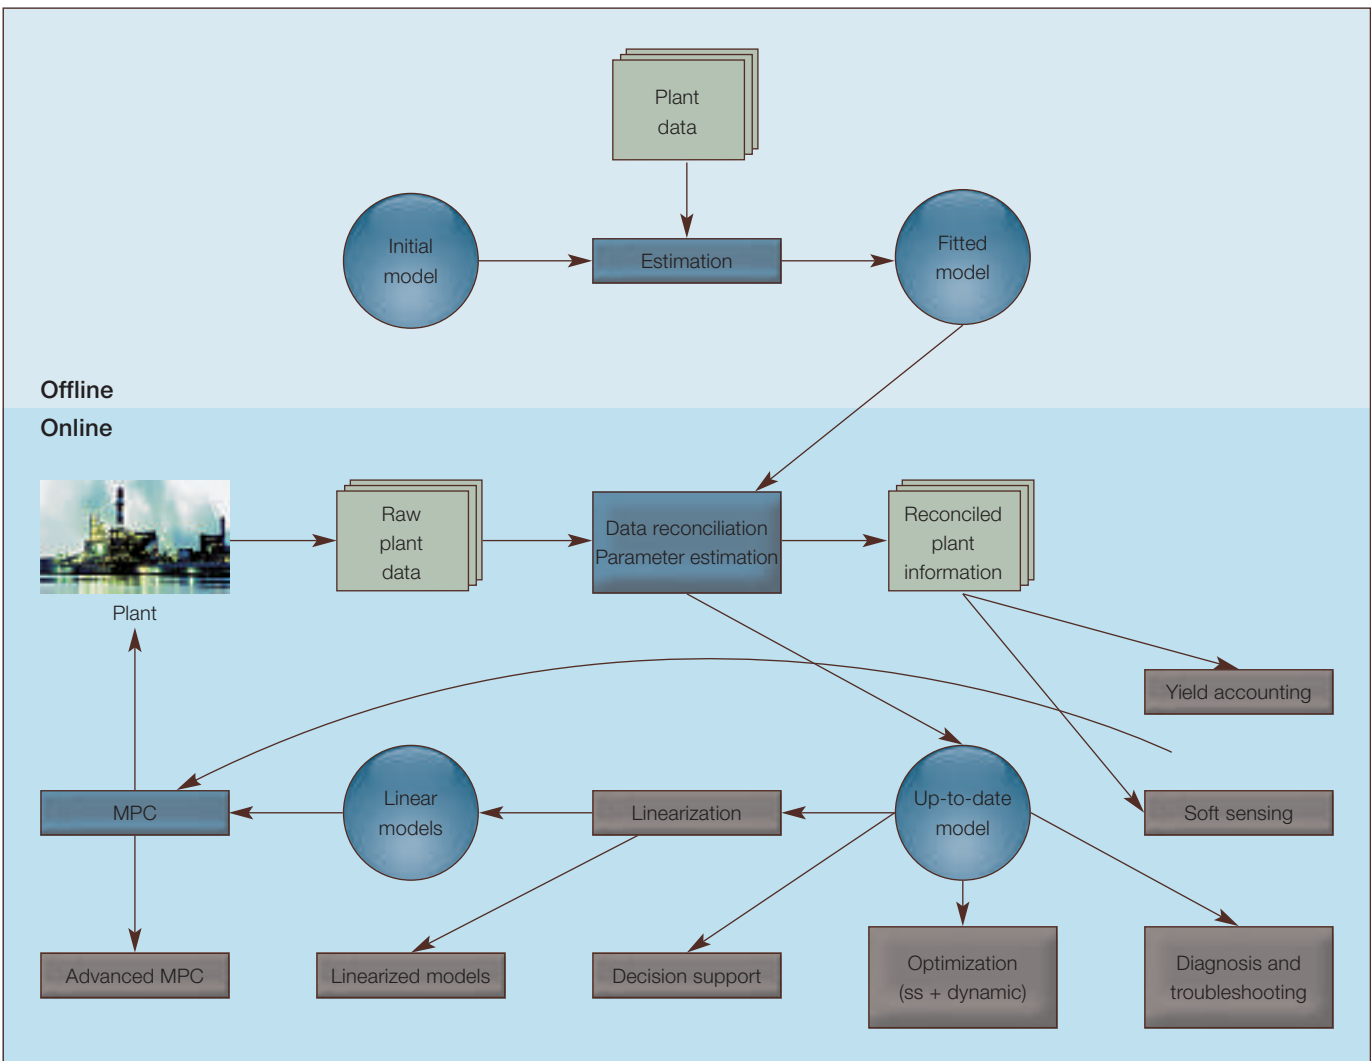 Plant
data
Initial
model
Estimation
Fitted
model
Offline
Online
Raw
plant
data
Data reconciliation
Parameter estimation
Reconciled
plant
information
Plant
Yield accounting
MPC
Linear
models
Linearization
Up-to-date
model
Soft sensing
Advanced MPC
Linearized models
Decision support
Optimization
(ss + dynamic)
Diagnosis and
troubleshooting